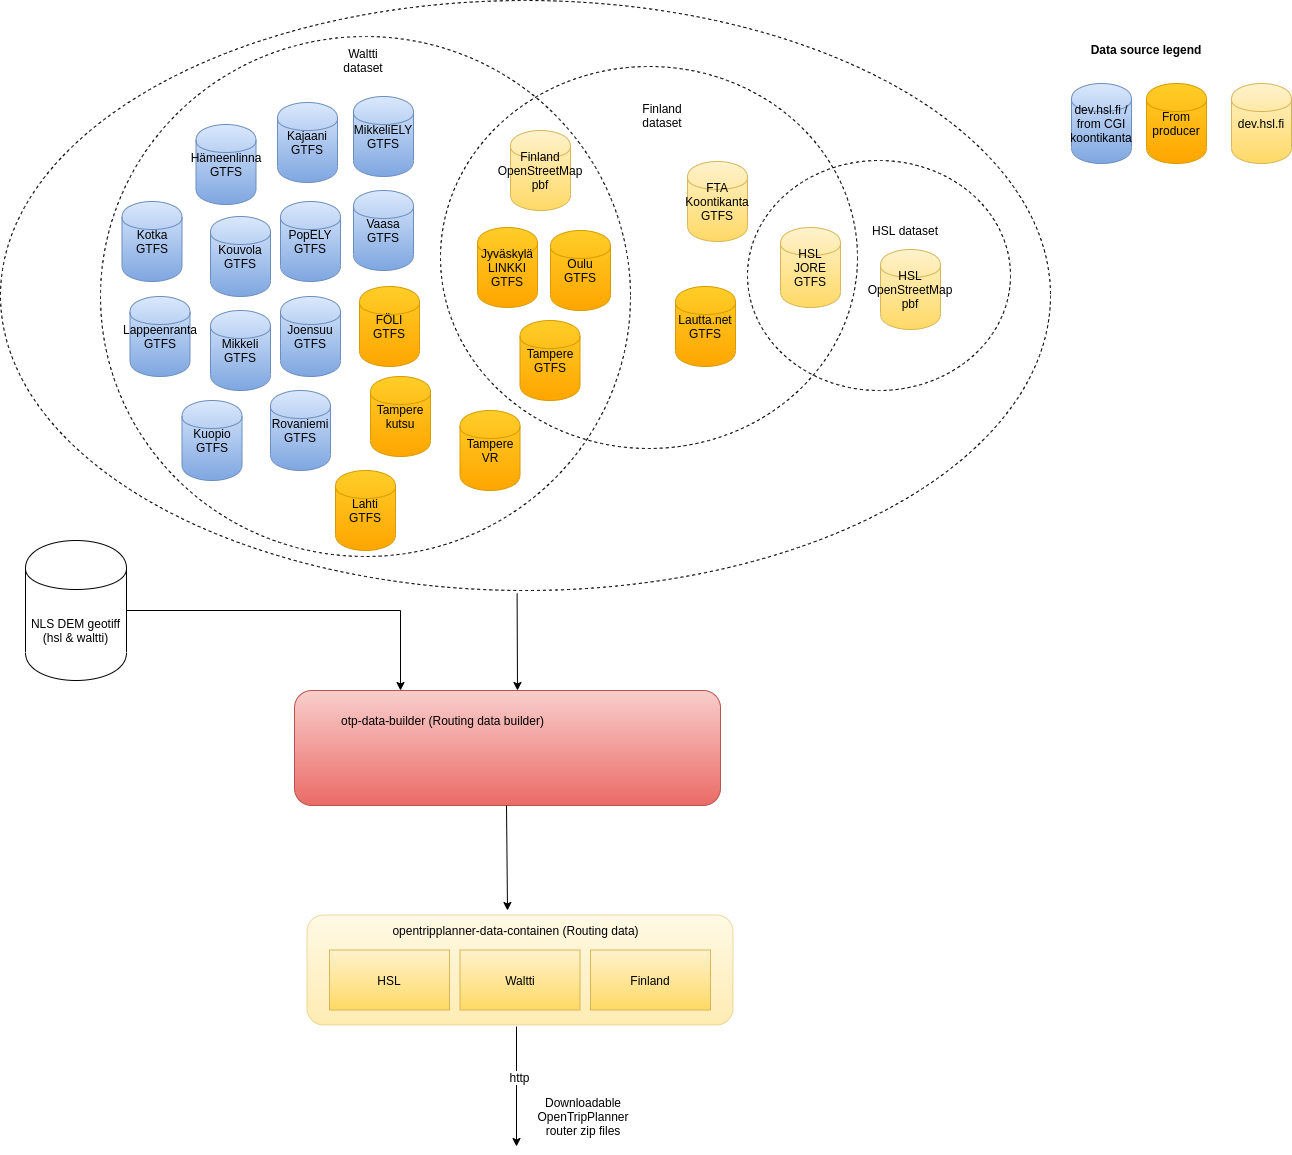 Waltti
dataset
Finland
dataset
HSL dataset
Data source legend
dev.hsl.fi /
from CGI
koontikanta
From
producer
dev.hsl.fi
Hämeenlinna
GTFS
Kajaani
GTFS
MikkeliELY
GTFS
Kotka
GTFS
Kouvola
GTFS
PopELY
GTFS
Vaasa
GTFS
Lappeenranta
GTFS
Mikkeli
GTFS
Joensuu
GTFS
FÖLI
GTFS
Kuopio
GTFS
Rovaniemi
GTFS
Tampere
kutsu
Lahti
GTFS
Tampere
VR
Finland
OpenStreetMap
pbf
Jyväskylä
LINKKI
GTFS
Oulu
GTFS
Tampere
GTFS
FTA
Koontikanta
GTFS
Lautta.net
GTFS
HSL
JORE
GTFS
HSL
OpenStreetMap
pbf
NLS DEM geotiff
(hsl & waltti)
otp-data-builder (Routing data builder)
opentripplanner-data-containen (Routing data)
HSL
Waltti
Finland
http
Downloadable
OpenTripPlanner
router zip files